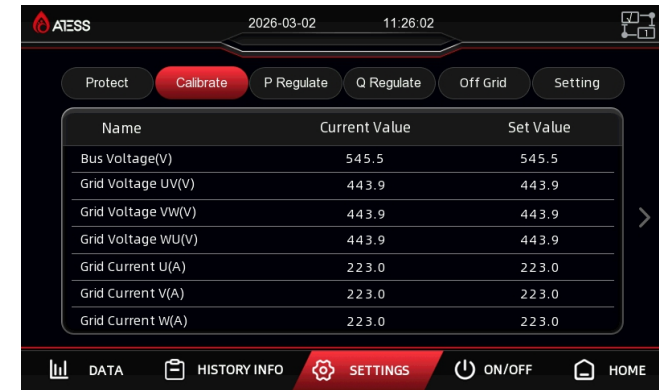 ATESS 2026-03-02 11:26:02
1
Protect Calibrate P Regulate Q Regulate Off Grid Setting
Name Current Value Set Value
Bus Voltage(V) 545.5 545.5
Grid Voltage UV(V) 443.9 443.9
Grid Voltage VW(V) 443.9 443.9
Grid Voltage WU(V) 443.9 443.9
Grid Current U(A) 223.0 223.0
Grid Current V(A) 223.0 223.0
Grid Current W(A) 223.0 223.0
DATA HISTORY INFO SETTINGS ON/OFF HOME